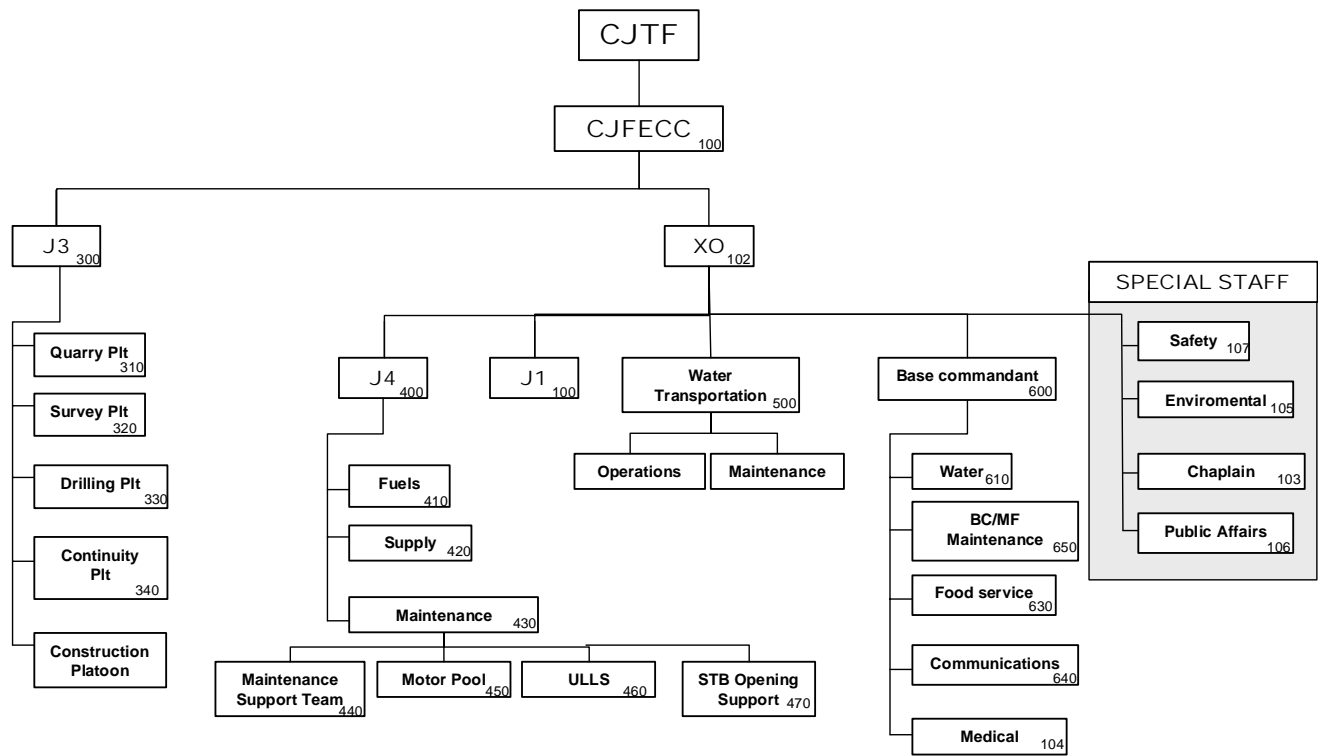 CJTF
CJFECC
100
J3
300
XO
102
SPECIAL STAFF
Safety
107
Enviromental
105
Chaplain
103
Public Affairs
106
Quarry Plt
310
Survey Plt
320
Drilling Plt
330
Continuity
Plt
340
Construction
Platoon
J4
400
J1
100
Water
Transportation
500
Base commandant
600
Operations
Maintenance
Fuels
410
Supply
420
Maintenance
430
Maintenance
Support Team
440
Motor Pool
450
ULLS
460
STB Opening
Support
470
Water
610
BC/MF
Maintenance
650
Food service
630
Communications
640
Medical
104